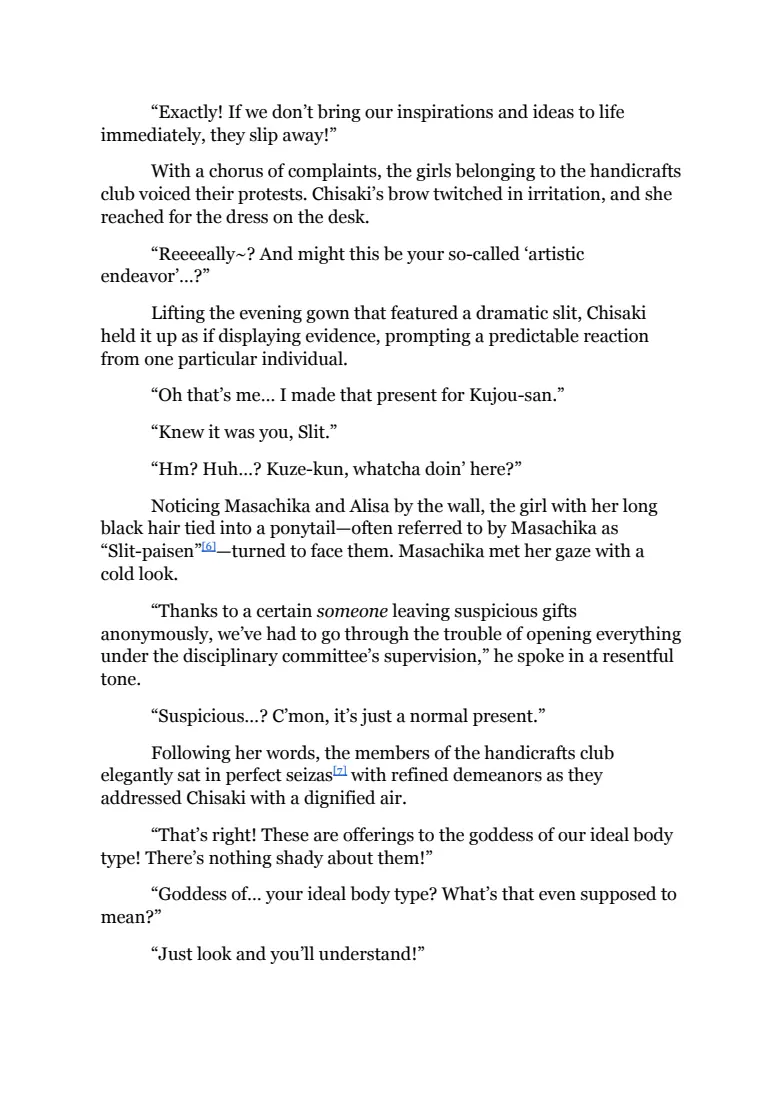 “Exactly! If we don’t bring our inspirations and ideas to life
immediately, they slip away!”
With a chorus of complaints, the girls belonging to the handicrafts
club voiced their protests. Chisaki’s brow twitched in irritation, and she
reached for the dress on the desk.
“Reeeeally~? And might this be your so-called ‘artistic
endeavor’...?”
Lifting the evening gown that featured a dramatic slit, Chisaki
held it up as if displaying evidence, prompting a predictable reaction
from one particular individual.
“Oh that’s me... I made that present for Kujou-san.”
“Knew it was you, Slit.”
“Hm? Huh...? Kuze-kun, whatcha doin’ here?”
Noticing Masachika and Alisa by the wall, the girl with her long
black hair tied into a ponytail—often referred to by Masachika as
“Slit-paisen”[6]—turned to face them. Masachika met her gaze with a
cold look.
“Thanks to a certain someone leaving suspicious gifts
anonymously, we’ve had to go through the trouble of opening everything
under the disciplinary committee’s supervision,” he spoke in a resentful
tone.
“Suspicious...? C’mon, it’s just a normal present.”
Following her words, the members of the handicrafts club
elegantly sat in perfect seizas[7] with refined demeanors as they
addressed Chisaki with a dignified air.
“That’s right! These are offerings to the goddess of our ideal body
type! There’s nothing shady about them!”
“Goddess of... your ideal body type? What’s that even supposed to
mean?”
“Just look and you’ll understand!”